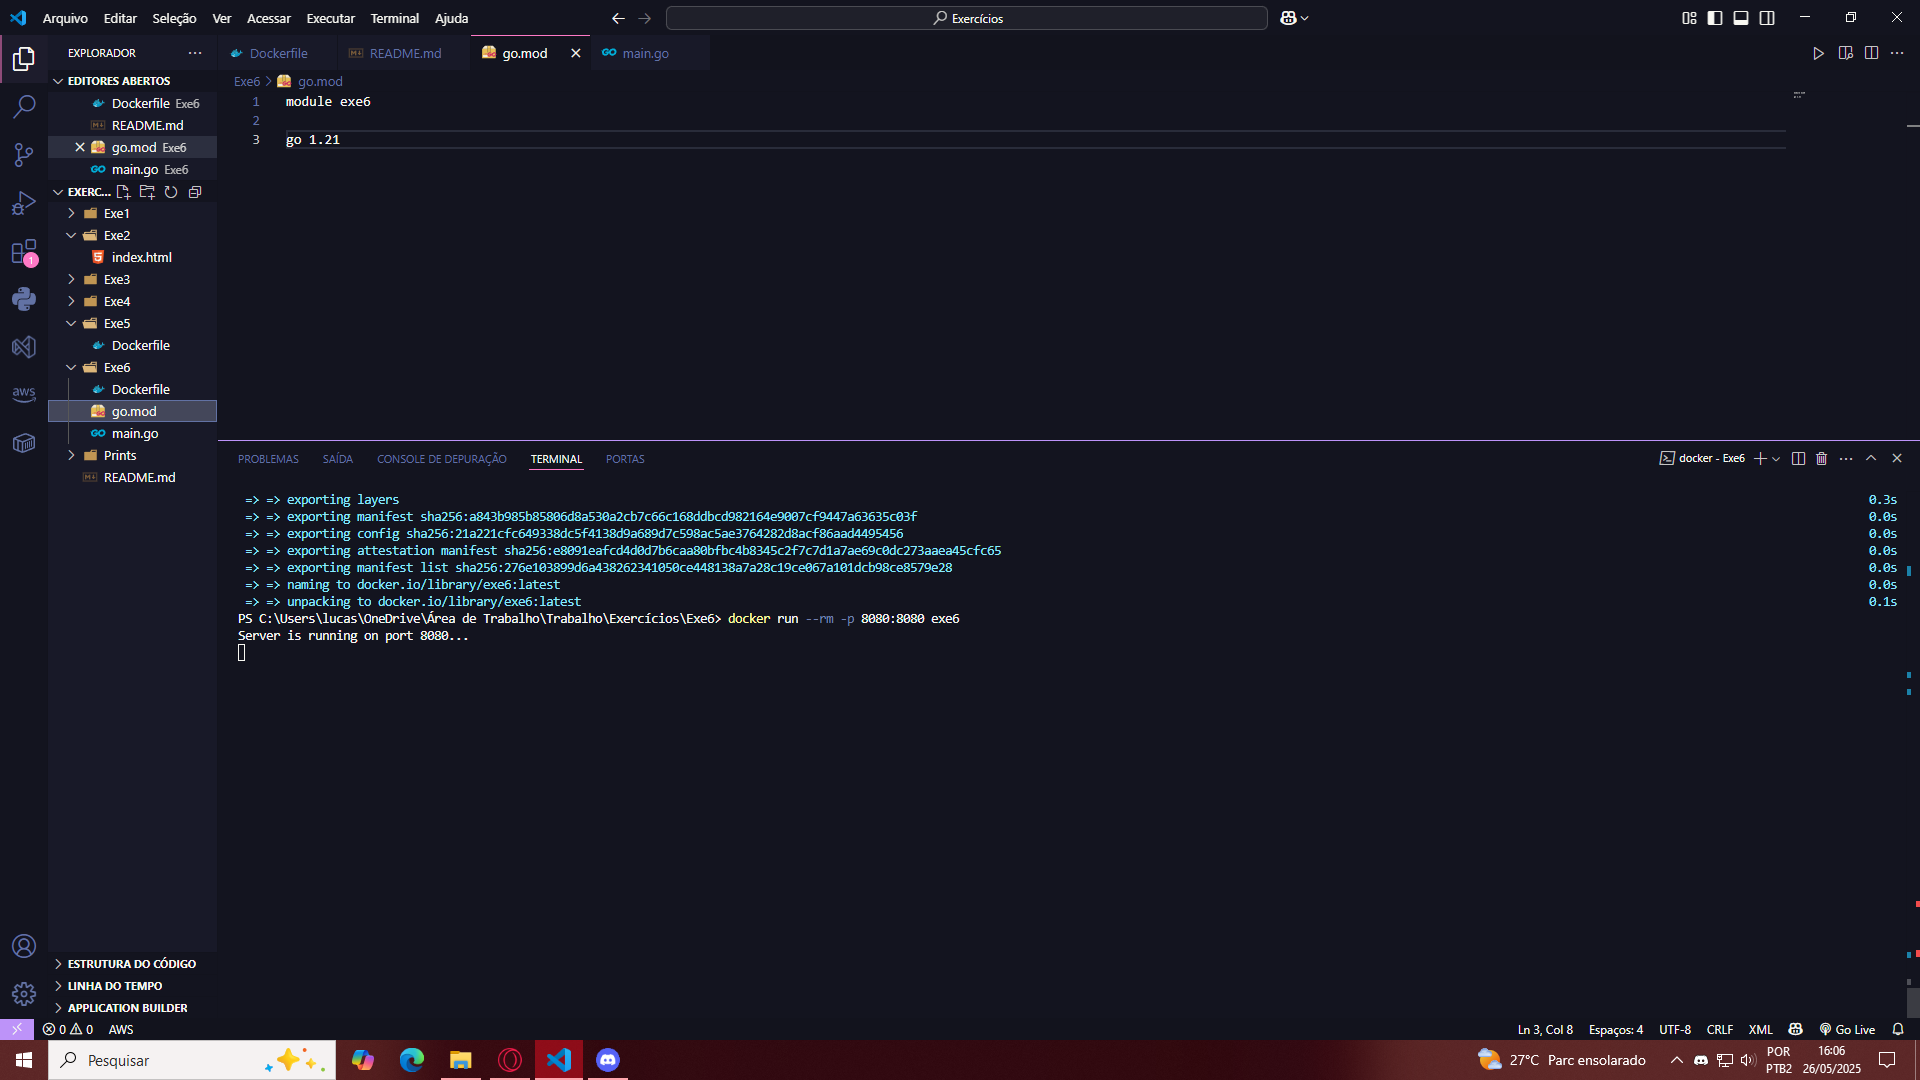 Arquivo Editar Seleção Ver Acessar Executar Terminal Ajuda
Exercícios
EXPLORADOR
Dockerfile README.md go.mod main.go
EDITORES ABERTOS
Dockerfile Exe6
README.md
go.mod Exe6
main.go Exe6
EXERC...
Exe1
Exe2
index.html
Exe3
Exe4
Exe5
Dockerfile
Exe6
Dockerfile
go.mod
main.go
Prints
README.md
ESTRUTURA DO CÓDIGO
LINHA DO TEMPO
APPLICATION BUILDER
aws
1
Exe6 > go.mod
1 module exe6
2
3 go 1.21
PROBLEMAS SAÍDA CONSOLE DE DEPURAÇÃO TERMINAL PORTAS
docker - Exe6
=> => exporting layers 0.3s
=> => exporting manifest sha256:a843b985b85806d8a530a2cb7c66c168ddbcd982164e9007cf9447a63635c03f 0.0s
=> => exporting config sha256:21a221cfc649338dc5f4138d9a689d7c598ac5ae3764282d8acf86aad4495456 0.0s
=> => exporting attestation manifest sha256:e8091eafcd4d0d7b6caa80bfbc4b8345c2f7c7d1a7ae69c0dc273aaea45cfc65 0.0s
=> => exporting manifest list sha256:276e103899d6a438262341050ce448138a7a28c19ce067a101dcb98ce8579e28 0.0s
=> => naming to docker.io/library/exe6:latest 0.0s
=> => unpacking to docker.io/library/exe6:latest 0.1s
PS C:\Users\lucas\OneDrive\Área de Trabalho\Trabalho\Exercícios\Exe6> docker run --rm -p 8080:8080 exe6
Server is running on port 8080...
0 0 AWS
Ln 3, Col 8 Espaços: 4 UTF-8 CRLF XML Go Live
Pesquisar
27°C Parc ensolarado
POR
PTB2
16:06
26/05/2025